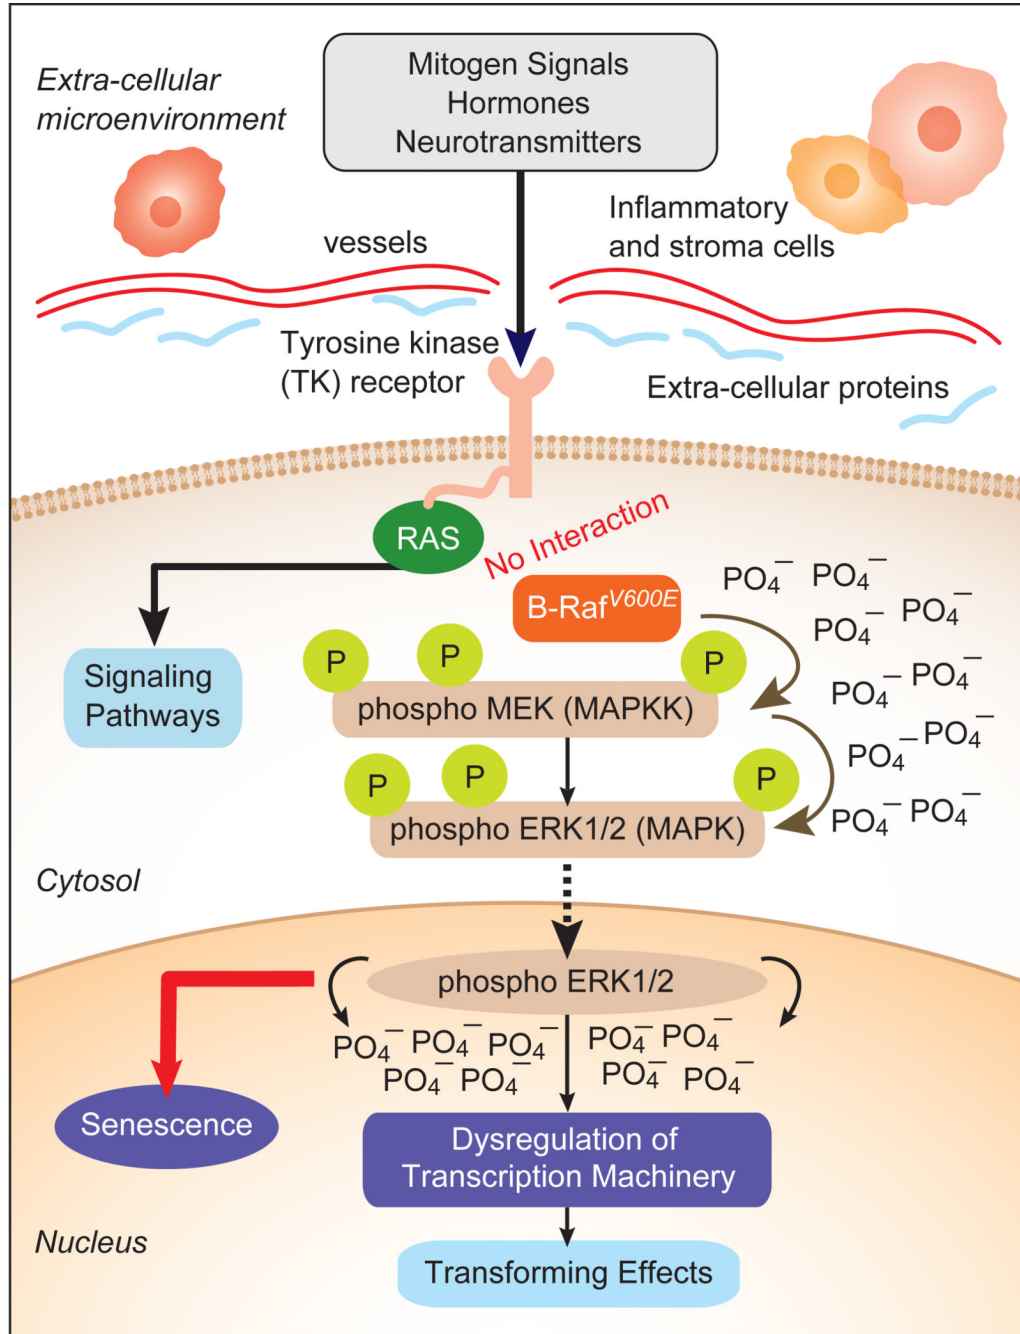 Mitogen Signals
Hormones
Neurotransmitters
Extra-cellular
microenvironment
Inflammatory
and stroma cells
vessels
Tyrosine kinase
(TK) receptor
Extra-cellular proteins
RAS
No Interaction
B-Raf^V600E
PO₄⁻ PO₄⁻
PO₄⁻
PO₄⁻
Signaling
Pathways
P
P
P
phospho MEK (MAPKK)
PO₄⁻ PO₄⁻
PO₄⁻ PO₄⁻
P
P
P
phospho ERK1/2 (MAPK)
PO₄⁻ PO₄⁻
Cytosol
phospho ERK1/2
PO₄⁻ PO₄⁻ PO₄⁻ PO₄⁻ PO₄⁻
PO₄⁻ PO₄⁻ PO₄⁻ PO₄⁻
Senescence
Dysregulation of
Transcription Machinery
Nucleus
Transforming Effects